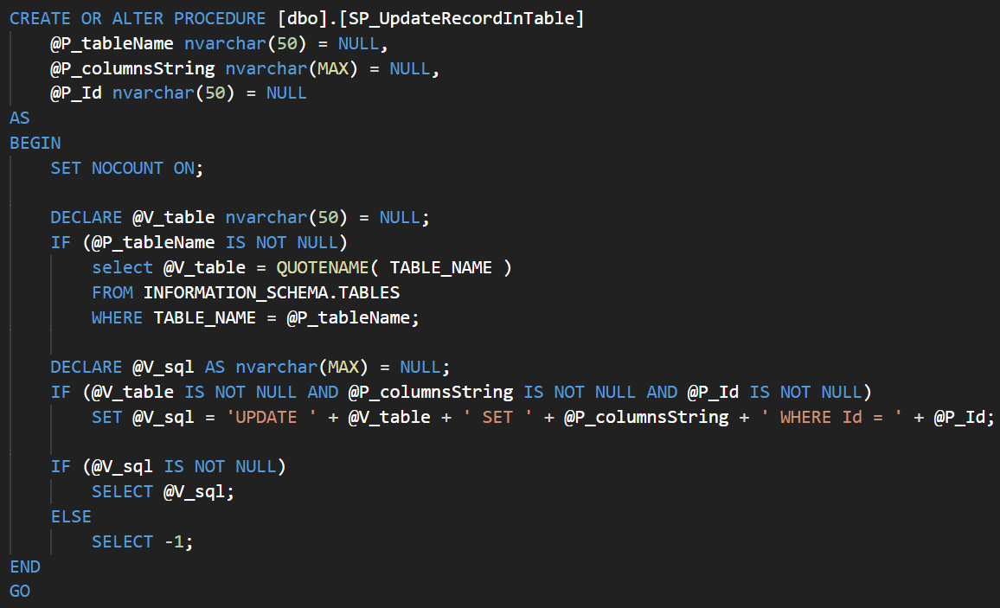 CREATE OR ALTER PROCEDURE [dbo].[SP_UpdateRecordInTable]
    @P_tableName nvarchar(50) = NULL,
    @P_columnsString nvarchar(MAX) = NULL,
    @P_Id nvarchar(50) = NULL
AS
BEGIN
    SET NOCOUNT ON;

    DECLARE @V_table nvarchar(50) = NULL;
    IF (@P_tableName IS NOT NULL)
        select @V_table = QUOTENAME( TABLE_NAME )
        FROM INFORMATION_SCHEMA.TABLES
        WHERE TABLE_NAME = @P_tableName;

    DECLARE @V_sql AS nvarchar(MAX) = NULL;
    IF (@V_table IS NOT NULL AND @P_columnsString IS NOT NULL AND @P_Id IS NOT NULL)
        SET @V_sql = 'UPDATE ' + @V_table + ' SET ' + @P_columnsString + ' WHERE Id = ' + @P_Id;

    IF (@V_sql IS NOT NULL)
        SELECT @V_sql;
    ELSE
        SELECT -1;
END
GO